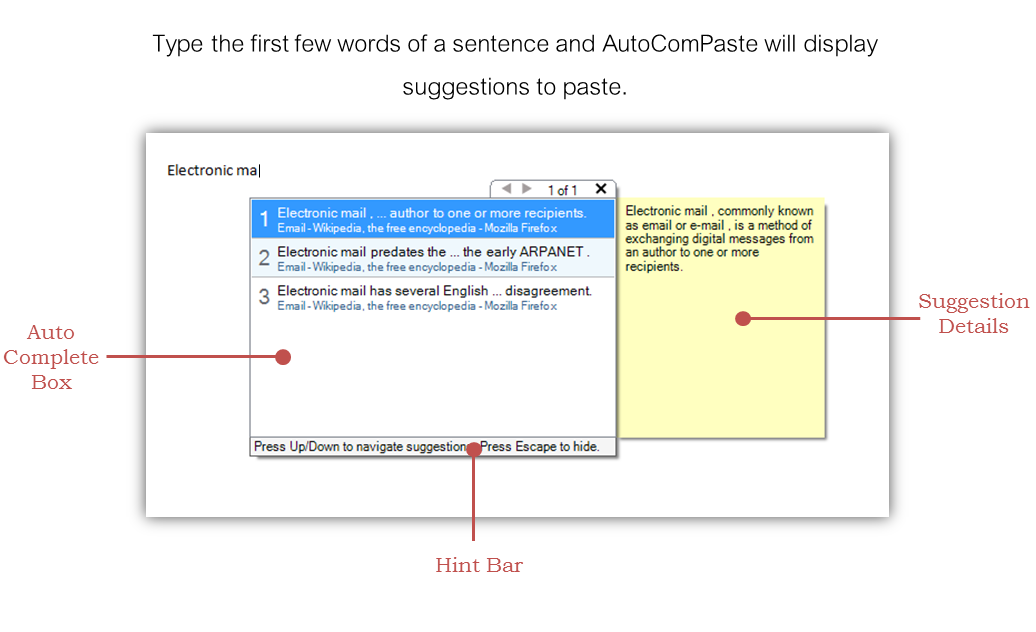 Type the first few words of a sentence and AutoComPaste will display
suggestions to paste.
Electronic ma
1 of 1
1 Electronic mail , ... author to one or more recipients.
Email - Wikipedia, the free encyclopedia - Mozilla Firefox
2 Electronic mail predates the ... the early ARPANET .
Email - Wikipedia, the free encyclopedia - Mozilla Firefox
3 Electronic mail has several English ... disagreement.
Email - Wikipedia, the free encyclopedia - Mozilla Firefox
Press Up/Down to navigate suggestion Press Escape to hide.
Electronic mail , commonly known
as email or e-mail , is a method of
exchanging digital messages from
an author to one or more
recipients.
Auto
Complete
Box
Suggestion
Details
Hint Bar